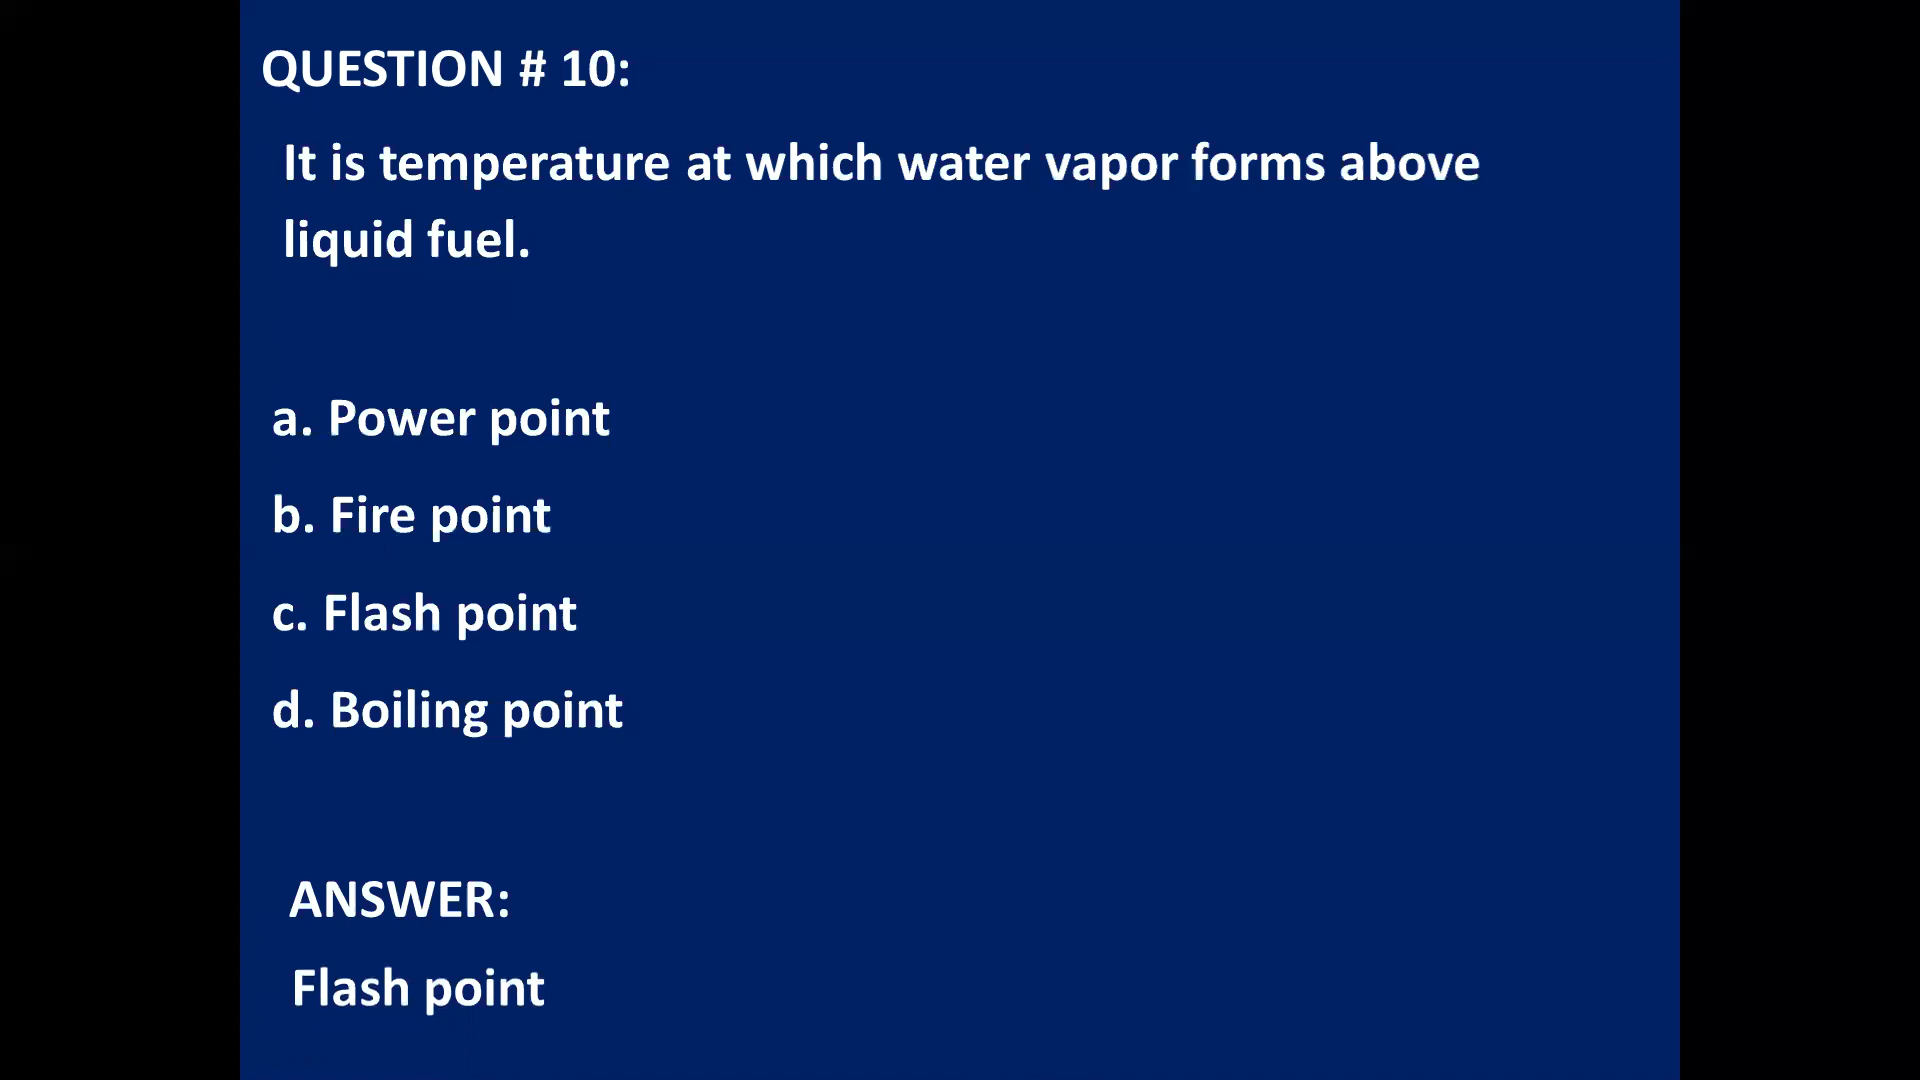 QUESTION # 10:
It is temperature at which water vapor forms above
liquid fuel.
a. Power point
b. Fire point
c. Flash point
d. Boiling point
ANSWER:
Flash point